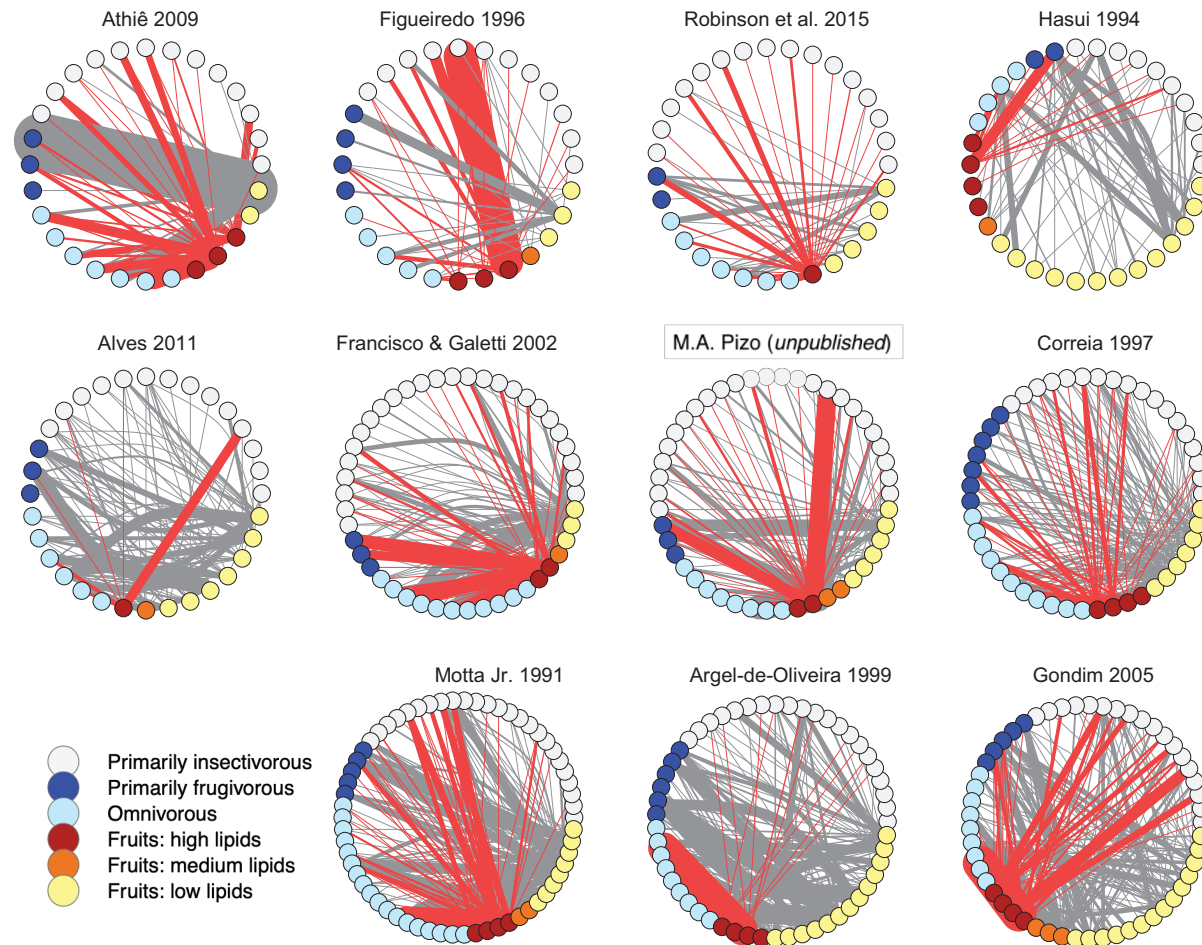 Athiê 2009
Figueiredo 1996
Robinson et al. 2015
Hasui 1994
Alves 2011
Francisco & Galetti 2002
M.A. Pizo (unpublished)
Correia 1997
Motta Jr. 1991
Argel-de-Oliveira 1999
Gondim 2005
Primarily insectivorous
Primarily frugivorous
Omnivorous
Fruits: high lipids
Fruits: medium lipids
Fruits: low lipids